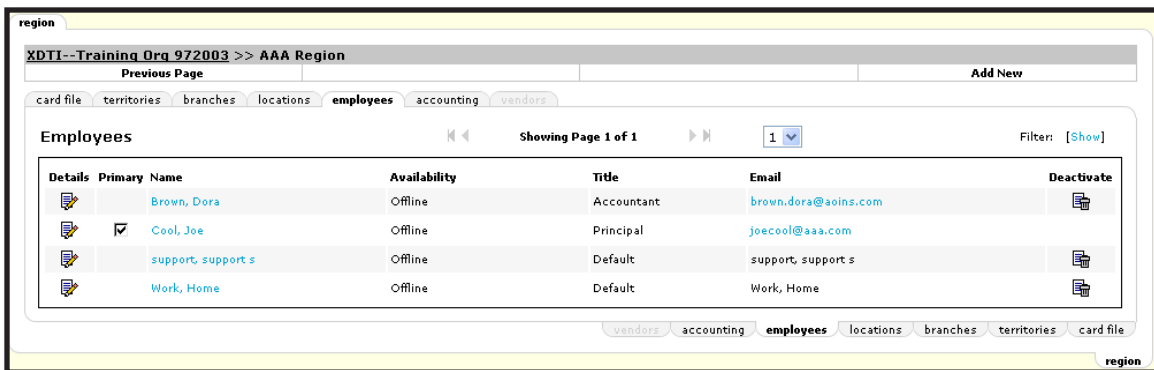 region
XDTI--Training Org 972003 >> AAA Region
Previous Page Add New
card file territories branches locations employees accounting vendors
Employees Showing Page 1 of 1 1 Filter: [Show]
Details Primary Name Availability Title Email Deactivate
Brown, Dora Offline Accountant brown.dora@aoins.com
Cool, Joe Offline Principal joecool@aaa.com
support, support s Offline Default support, support s
Work, Home Offline Default Work, Home
vendors accounting employees locations branches territories card file
region